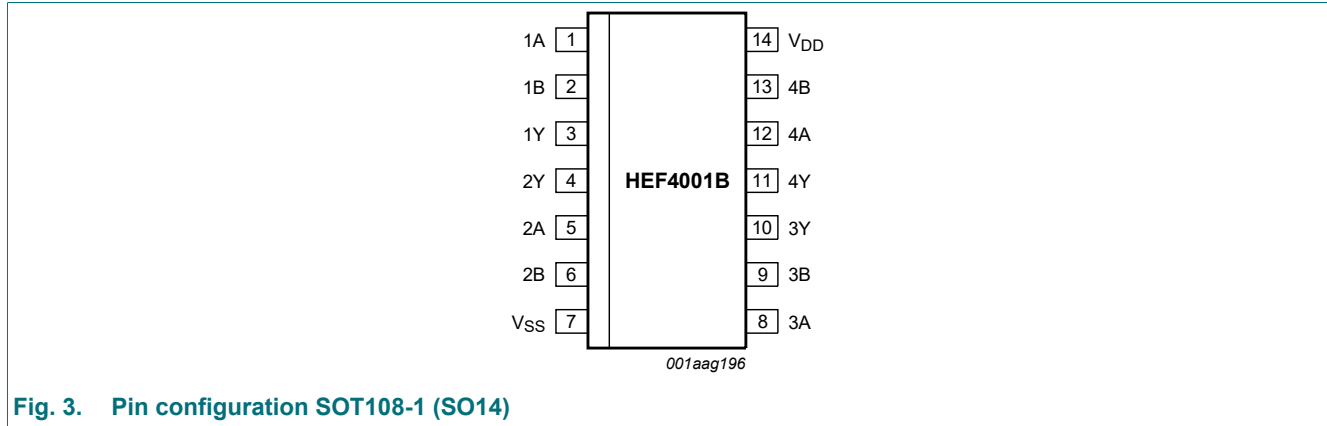 1A 1 14 VDD
1B 2 13 4B
1Y 3 12 4A
2Y 4 HEF4001B 11 4Y
2A 5 10 3Y
2B 6 9 3B
VSS 7 8 3A
001aag196
Fig. 3. Pin configuration SOT108-1 (SO14)